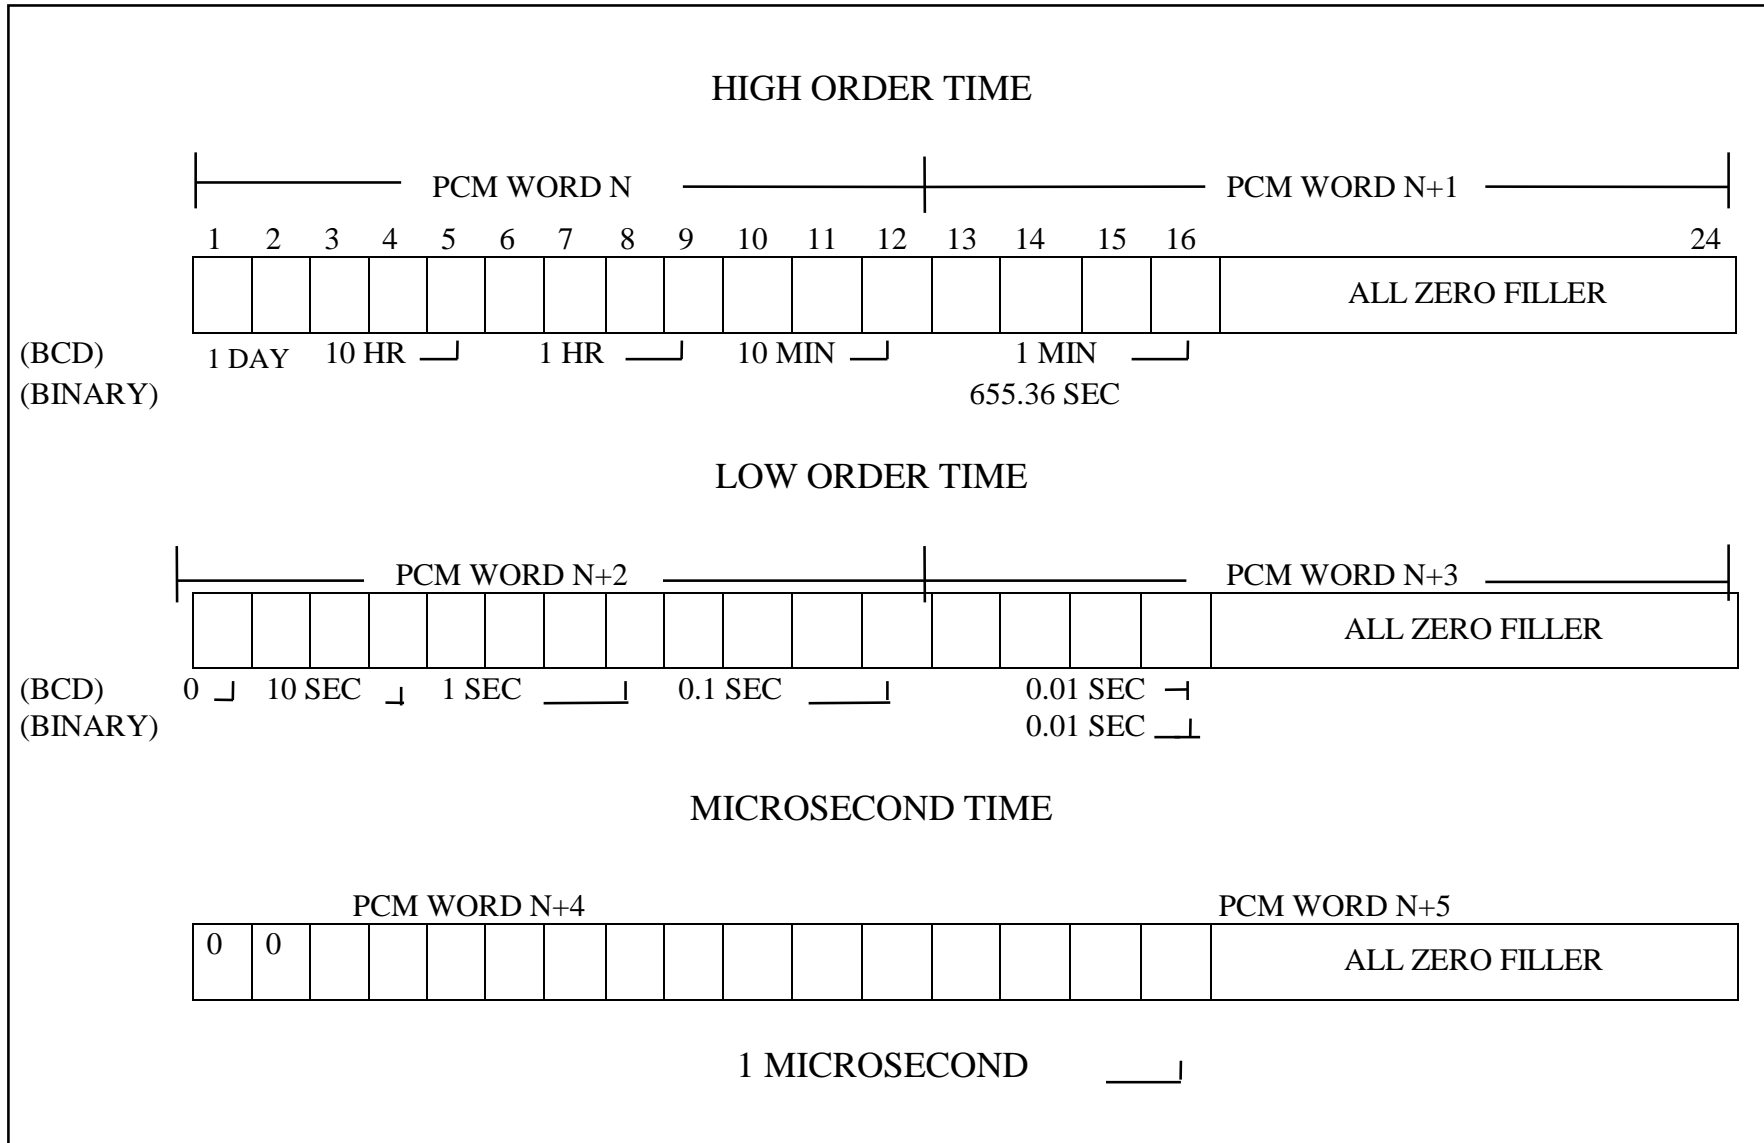 HIGH ORDER TIME
PCM WORD N PCM WORD N+1
1 2 3 4 5 6 7 8 9 10 11 12 13 14 15 16 24
ALL ZERO FILLER
(BCD) 1 DAY 10 HR 1 HR 10 MIN 1 MIN
(BINARY) 655.36 SEC
LOW ORDER TIME
PCM WORD N+2 PCM WORD N+3
ALL ZERO FILLER
(BCD) 0 10 SEC 1 SEC 0.1 SEC 0.01 SEC
(BINARY) 0.01 SEC
MICROSECOND TIME
PCM WORD N+4 PCM WORD N+5
0 0 ALL ZERO FILLER
1 MICROSECOND